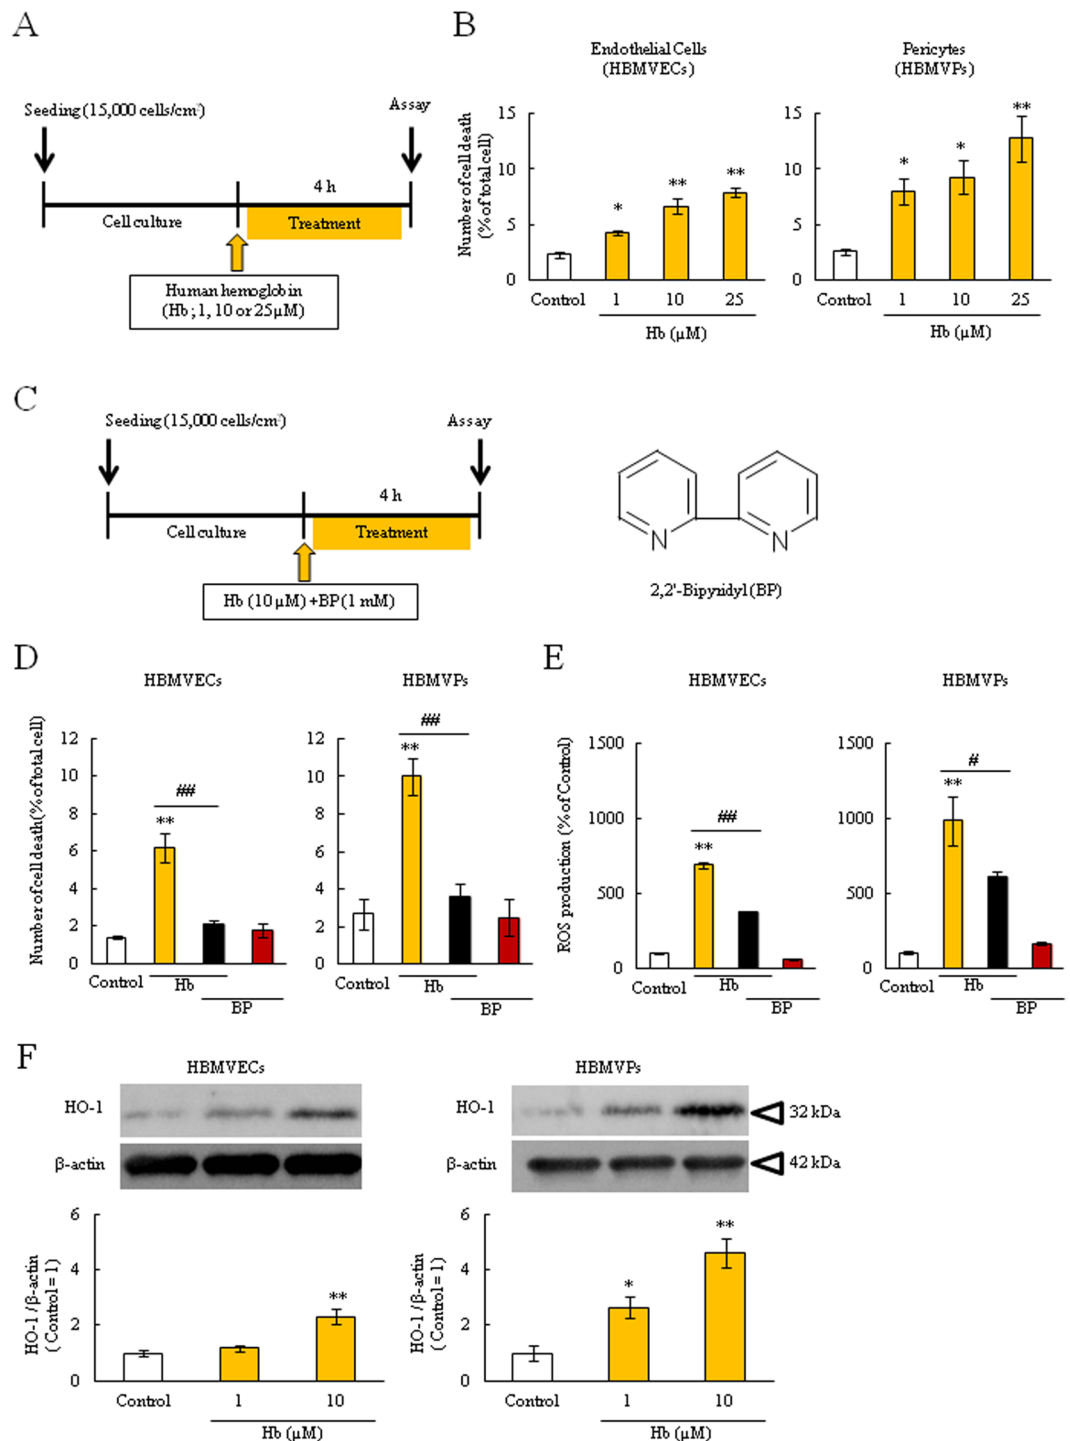 A
Seeding (15,000 cells/cm²)
Assay
4 h
Cell culture
Treatment
Human hemoglobin
(Hb; 1, 10 or 25 μM)
B
Endothelial Cells
(HBMVECs)
Pericytes
(HBMVPs)
Number of cell death
(% of total cell)
15
10
5
0
*
**
**
Control
1
10
25
Hb (μM)
15
10
5
0
*
*
**
Control
1
10
25
Hb (μM)
C
Seeding (15,000 cells/cm²)
Assay
4 h
Cell culture
Treatment
Hb (10 μM) +BP (1 mM)
N
N
2,2'-Bipyridyl (BP)
D
HBMVECs
HBMVPs
Number of cell death (% of total cell)
12
10
8
6
4
2
0
##
**
Control
Hb
BP
12
10
8
6
4
2
0
##
**
Control
Hb
BP
E
HBMVECs
HBMVPs
ROS production (% of Control)
1500
1000
500
0
##
**
Control
Hb
BP
1500
1000
500
0
#
**
Control
Hb
BP
F
HBMVECs
HBMVPs
HO-1
β-actin
HO-1
32 kDa
β-actin
42 kDa
HO-1 / β-actin
(Control = 1)
6
4
2
0
**
Control
1
10
Hb (μM)
HO-1 / β-actin
(Control = 1)
6
4
2
0
*
**
Control
1
10
Hb (μM)